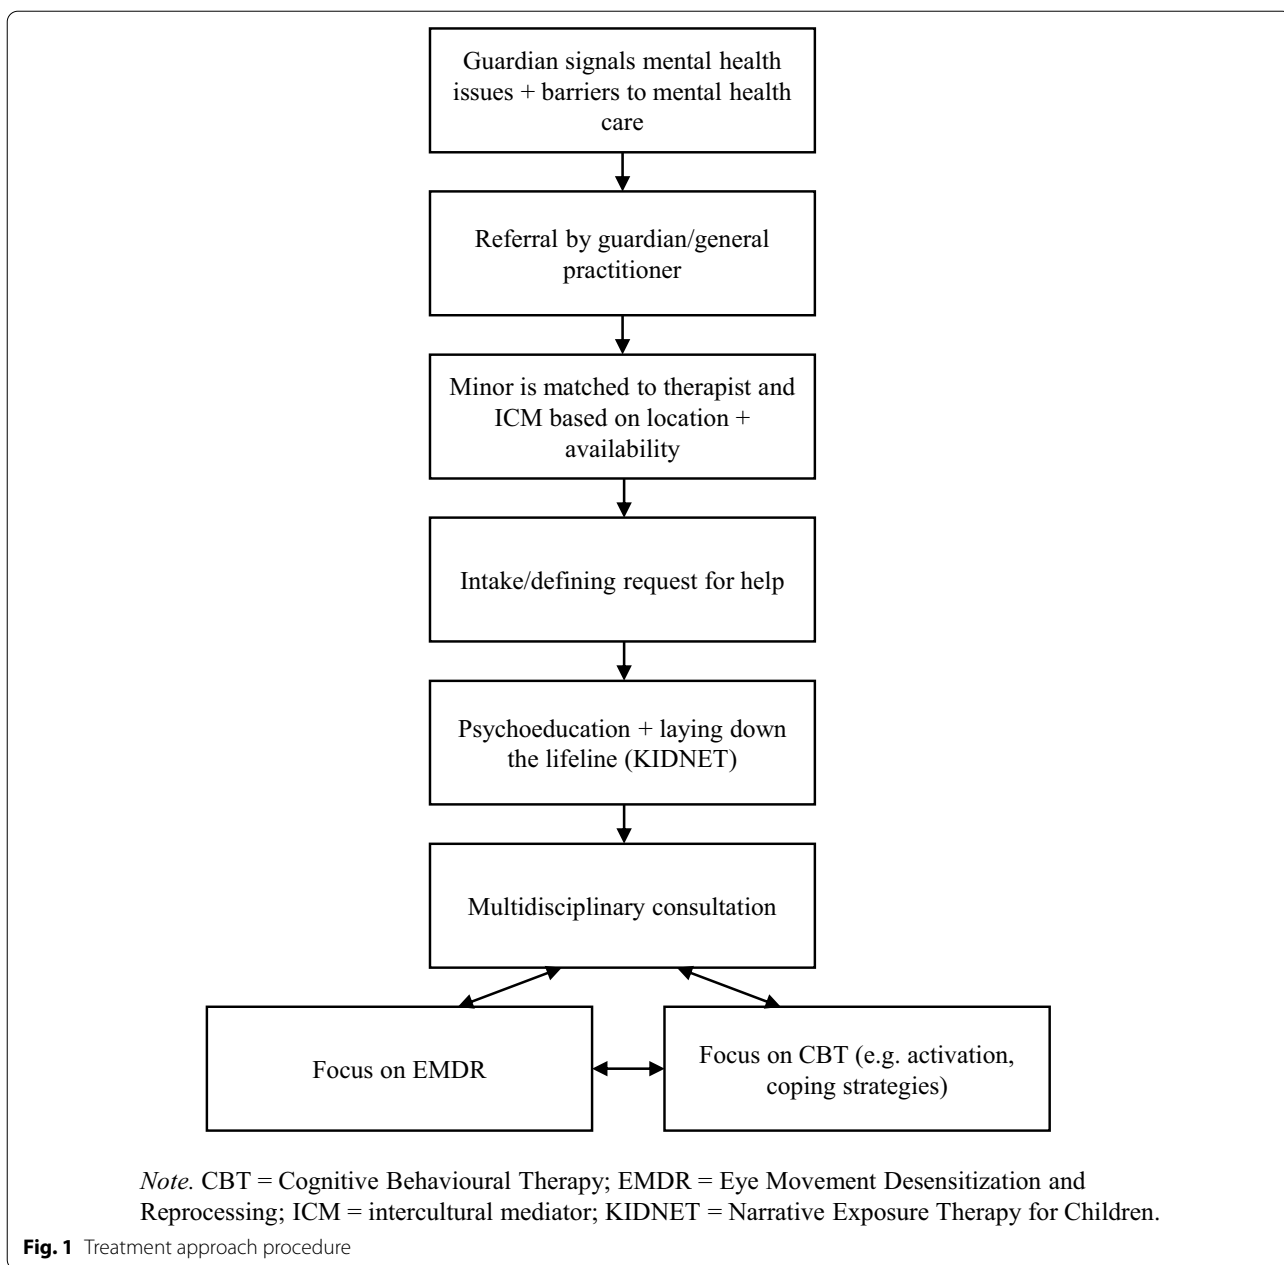 Guardian signals mental health
issues + barriers to mental health
care
Referral by guardian/general
practitioner
Minor is matched to therapist and
ICM based on location +
availability
Intake/defining request for help
Psychoeducation + laying down
the lifeline (KIDNET)
Multidisciplinary consultation
Focus on EMDR
Focus on CBT (e.g. activation,
coping strategies)
Note. CBT = Cognitive Behavioural Therapy; EMDR = Eye Movement Desensitization and
Reprocessing; ICM = intercultural mediator; KIDNET = Narrative Exposure Therapy for Children.
Fig. 1 Treatment approach procedure